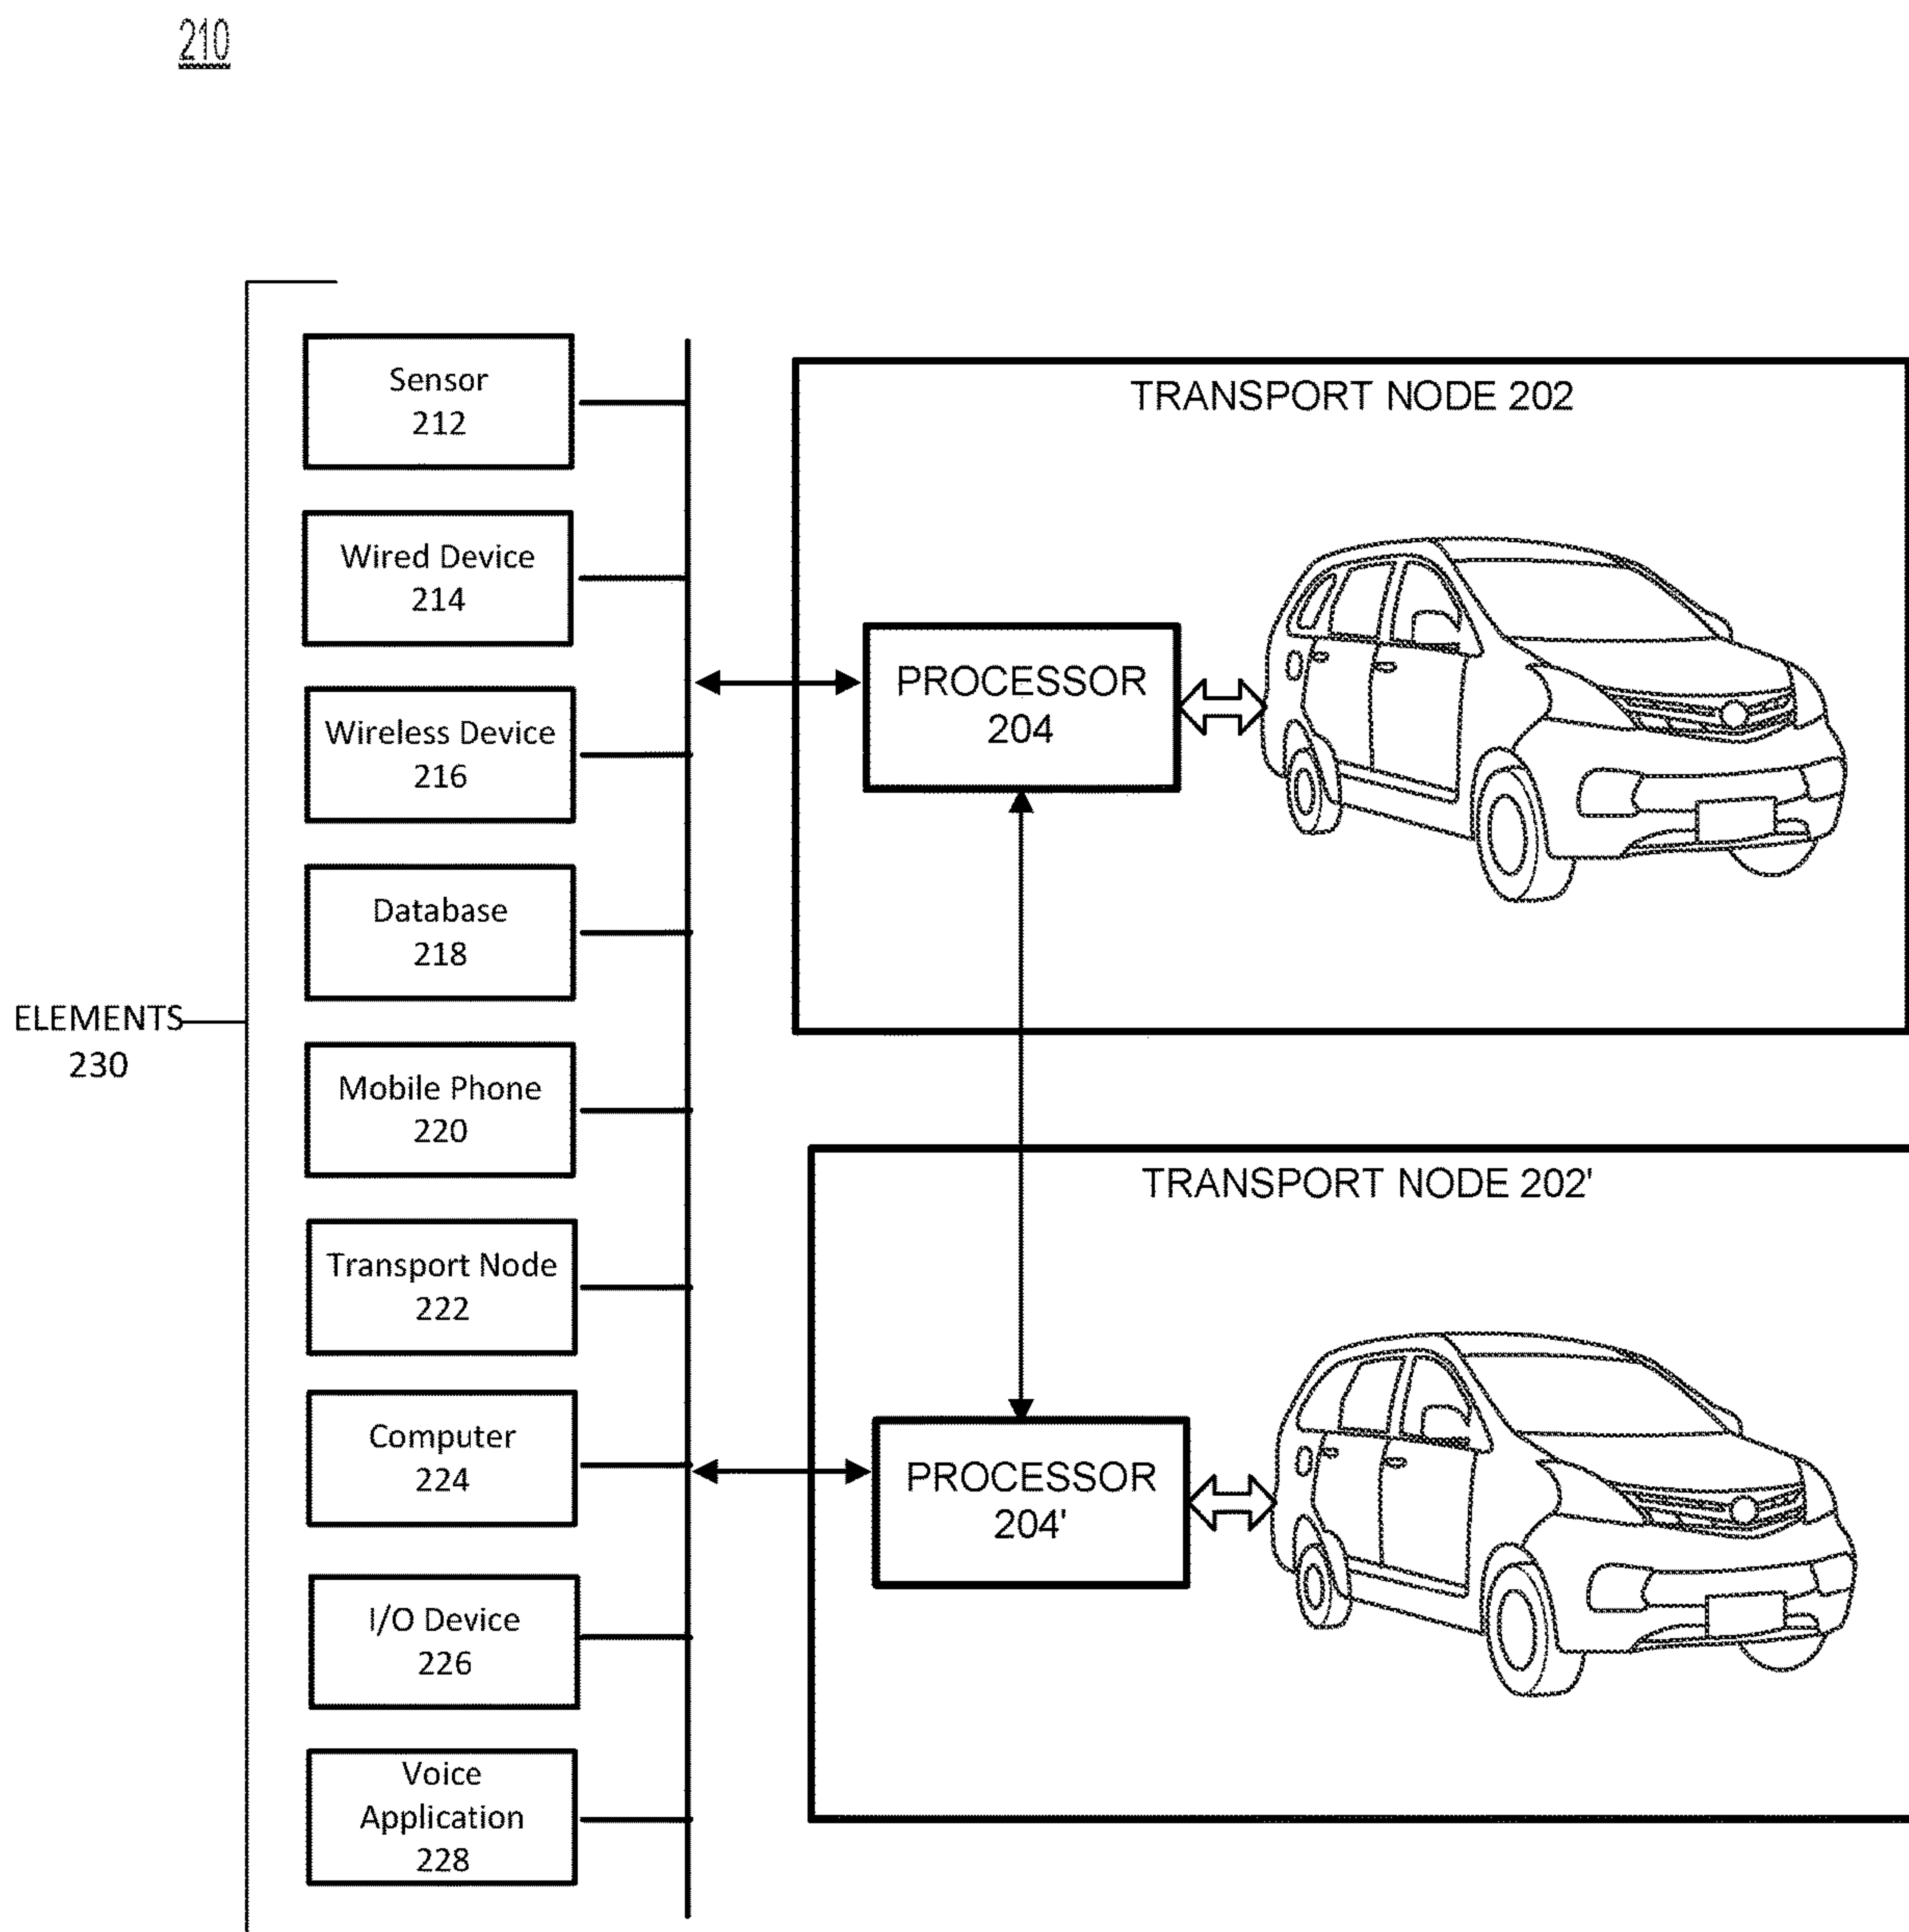 210
Sensor
212
Wired Device
214
Wireless Device
216
Database
218
ELEMENTS
230
Mobile Phone
220
Transport Node
222
Computer
224
I/O Device
226
Voice
Application
228
TRANSPORT NODE 202
PROCESSOR
204
TRANSPORT NODE 202'
PROCESSOR
204'